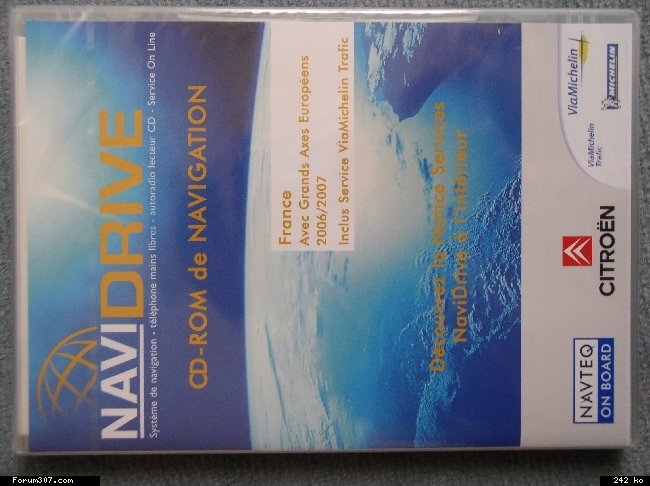 NAVIDRIVE
Système de navigation - téléphone mains libres - autoradio lecteur CD - Service On Line
CD-ROM de NAVIGATION
France
Avec Grands Axes Européens
2006/2007
Inclus Service ViaMichelin Trafic
Découvrez la Notice Services
NaviDrive à l'intérieur
ViaMichelin
MICHELIN
ViaMichelin
Trafic
CITROËN
NAVTEQ
ON BOARD
Forum307.com
242 ko